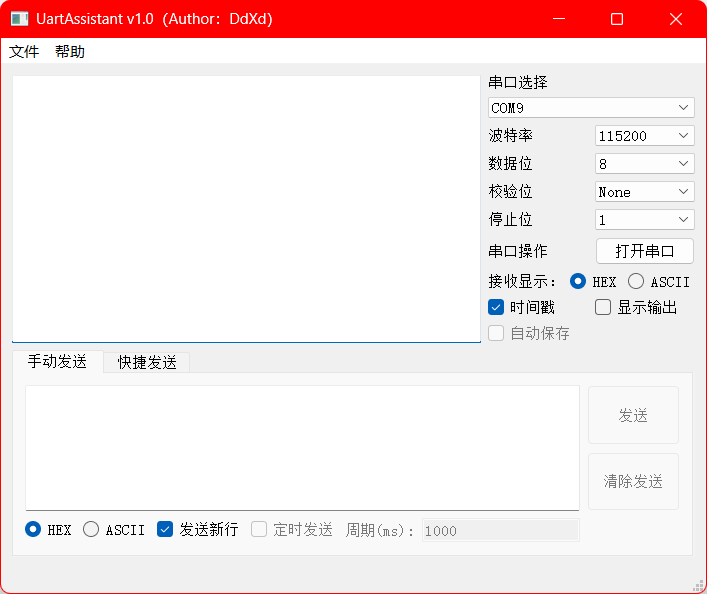 UartAssistant v1.0（Author：DdXd）
文件 帮助
串口选择
COM9
波特率 115200
数据位 8
校验位 None
停止位 1
串口操作 打开串口
接收显示： HEX ASCII
时间戳 显示输出
自动保存
手动发送 快捷发送
发送
清除发送
HEX ASCII 发送新行 定时发送 周期(ms)： 1000